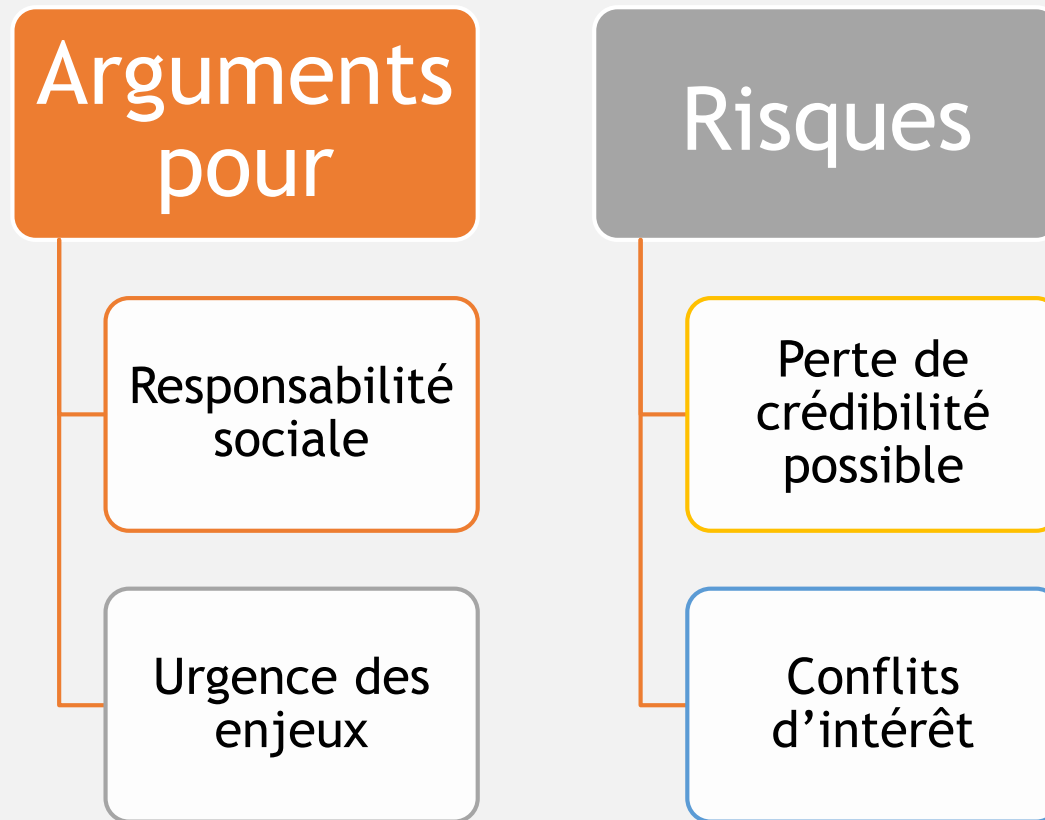 Arguments
pour
Responsabilité
sociale
Urgence des
enjeux
Risques
Perte de
crédibilité
possible
Conflits
d’intérêt